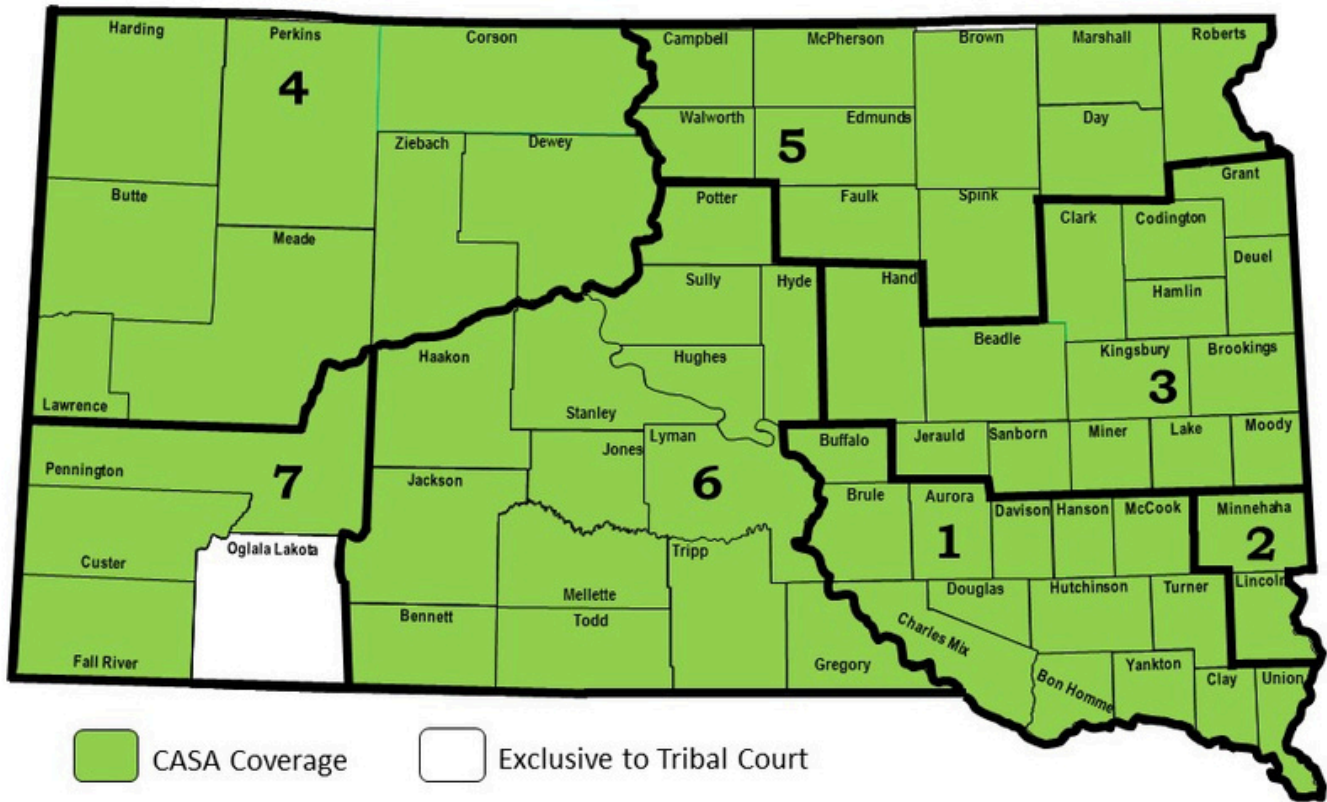 Harding
Perkins
Corson
Campbell
McPherson
Brown
Marshall
Roberts
4
Walworth
Edmunds
Day
5
Ziebach
Dewey
Butte
Potter
Faulk
Spink
Grant
Clark
Codington
Meade
Deuel
Sully
Hyde
Hand
Hamlin
Beadle
Kingsbury
Brookings
Haakon
Hughes
3
Lawrence
Stanley
Lyman
Jones
Buffalo
Jerauld
Sanborn
Miner
Lake
Moody
Pennington
7
Jackson
6
Brule
Aurora
Davison
Hanson
McCook
Minnehaha
1
2
Oglala Lakota
Tripp
Custer
Lincoln
Mellette
Douglas
Hutchinson
Turner
Bennett
Todd
Charles Mix
Fall River
Gregory
Yankton
Bon Homme
Clay
Union
CASA Coverage
Exclusive to Tribal Court